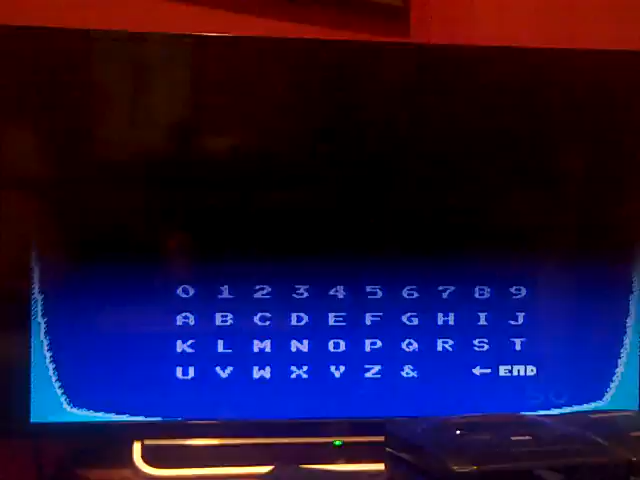 0 1 2 3 4 5 6 7 8 9
A B C D E F G H I J
K L M N O P Q R S T
U V W X Y Z & ← END